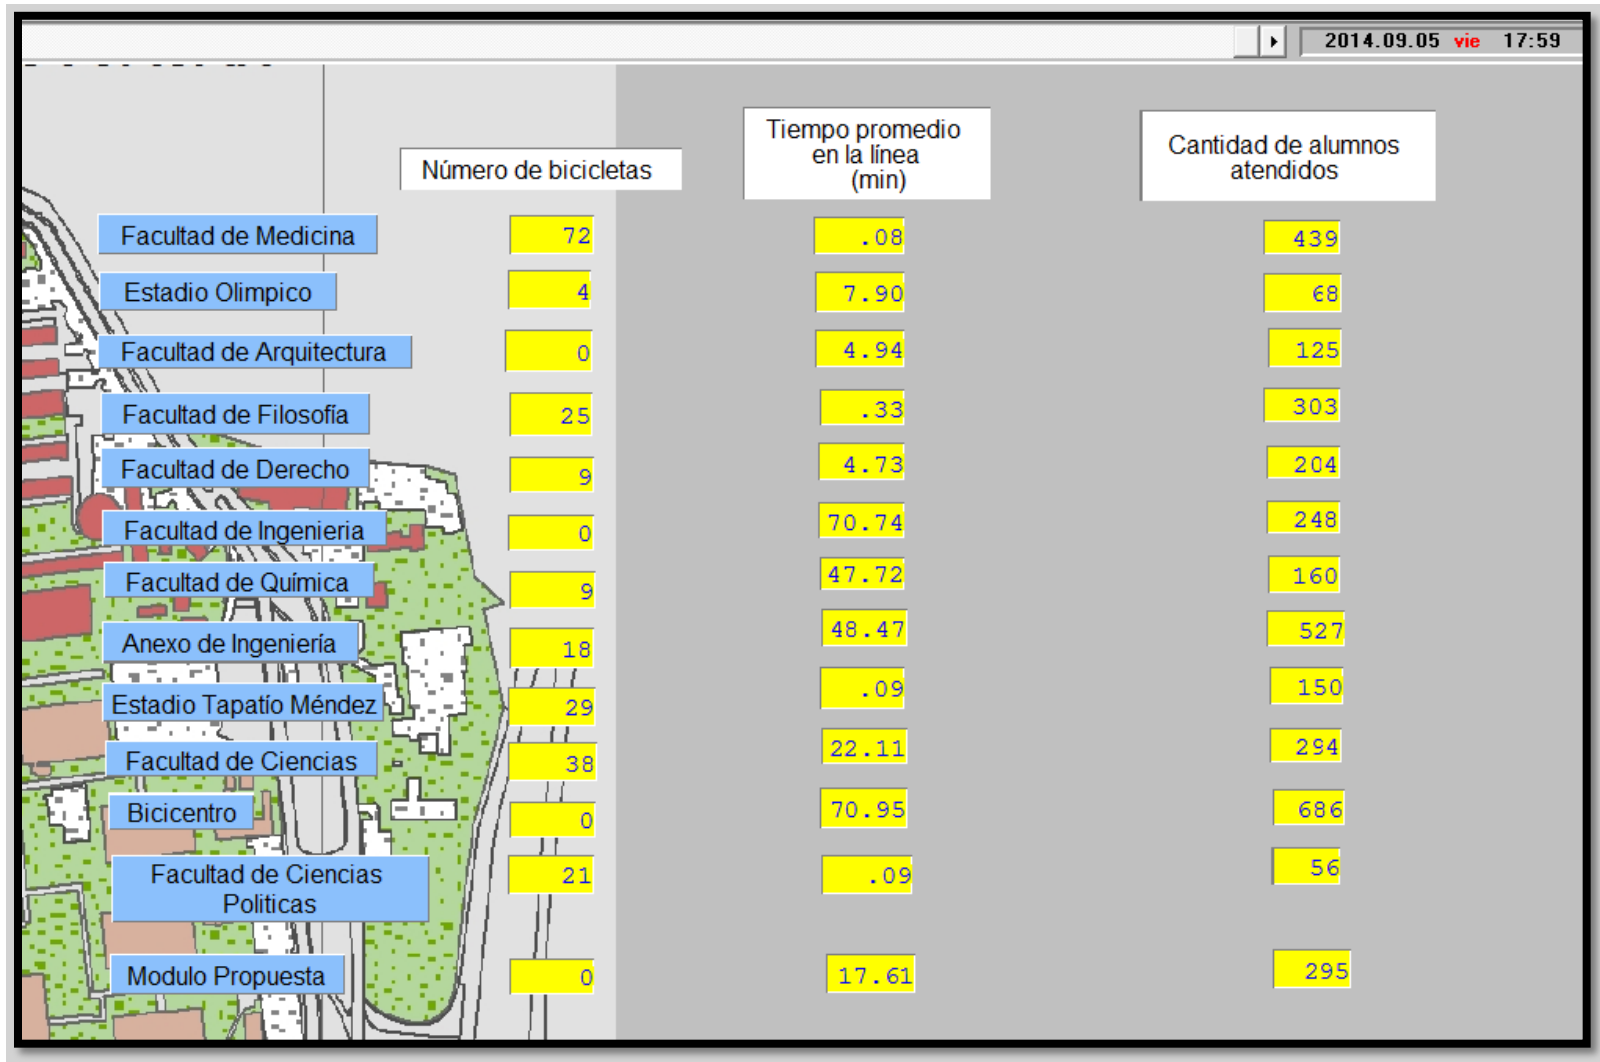 2014.09.05 vie 17:59
Número de bicicletas
Tiempo promedio
en la línea
(min)
Cantidad de alumnos
atendidos
Facultad de Medicina 72 .08 439
Estadio Olimpico 4 7.90 68
Facultad de Arquitectura 0 4.94 125
Facultad de Filosofía 25 .33 303
Facultad de Derecho 9 4.73 204
Facultad de Ingenieria 0 70.74 248
Facultad de Química 9 47.72 160
Anexo de Ingeniería 18 48.47 527
Estadio Tapatío Méndez 29 .09 150
Facultad de Ciencias 38 22.11 294
Bicicentro 0 70.95 686
Facultad de Ciencias
Politicas 21 .09 56
Modulo Propuesta 0 17.61 295